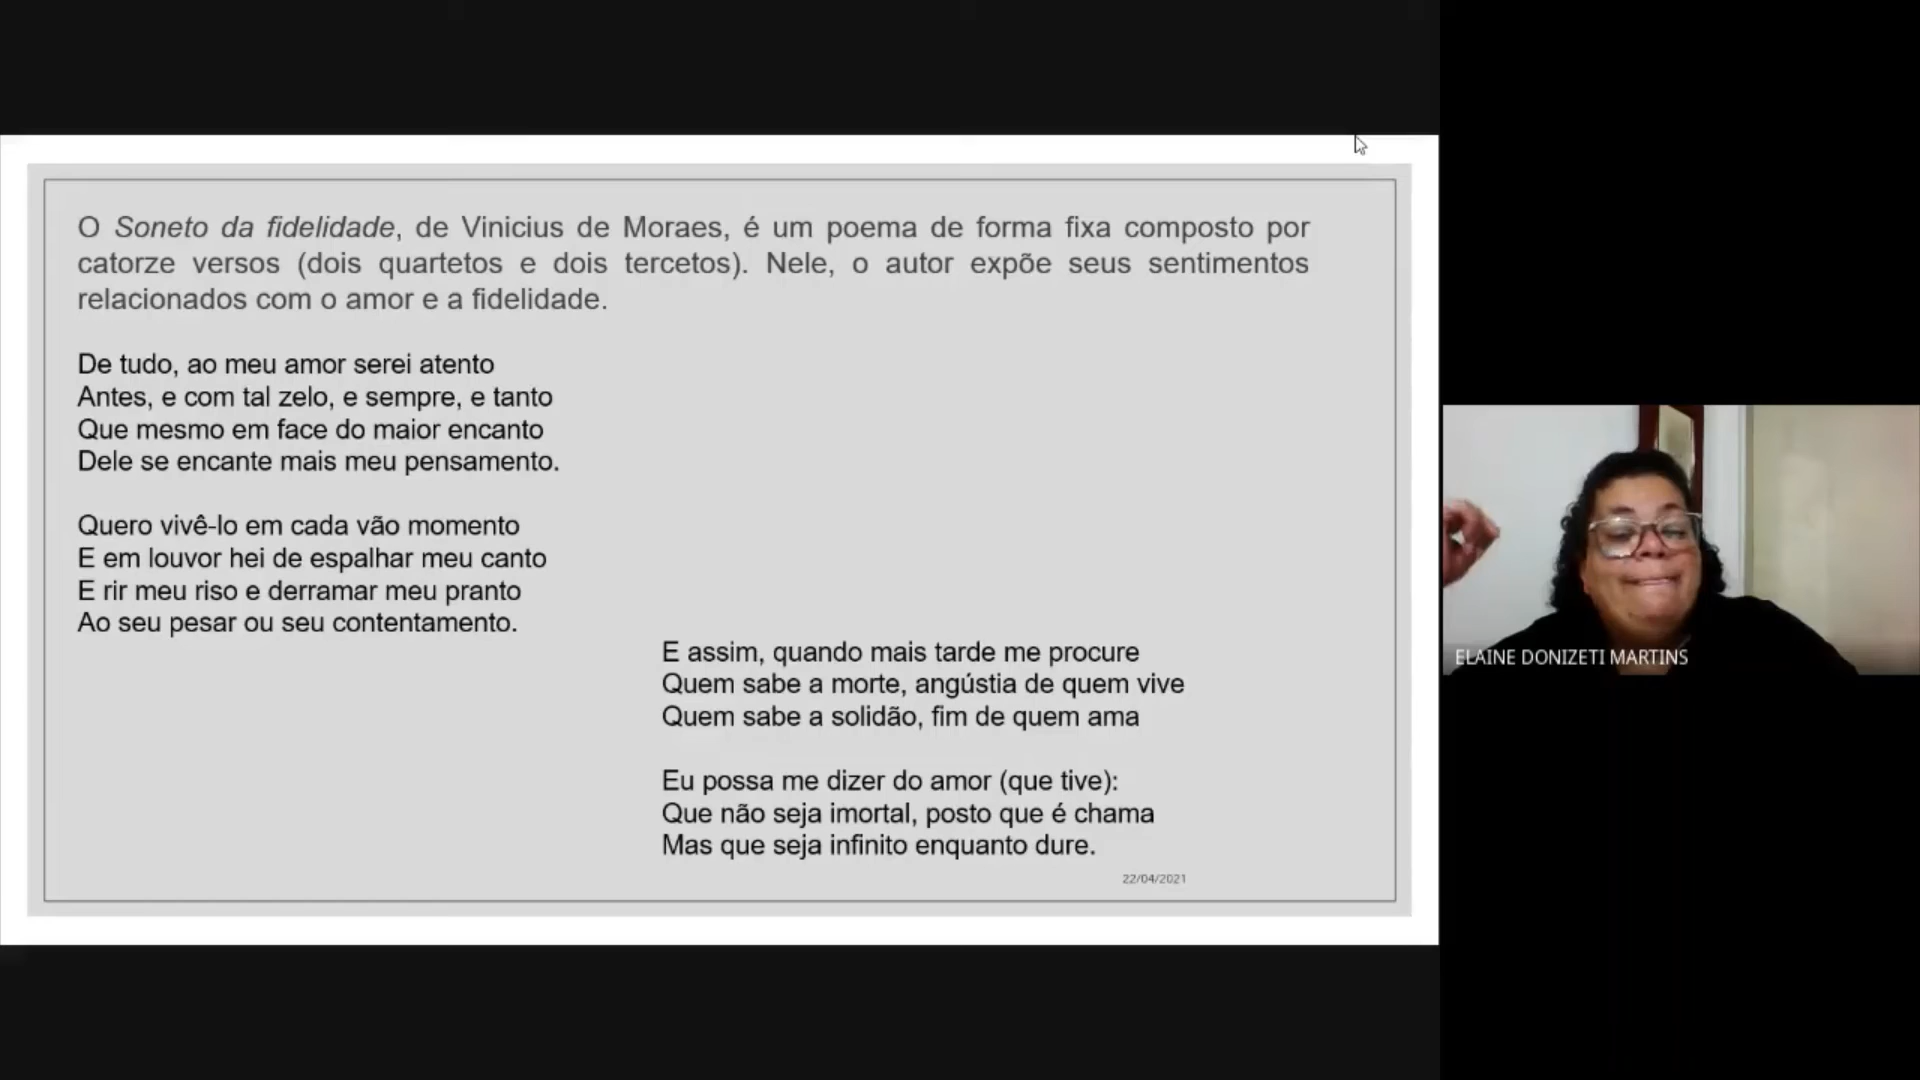 O Soneto da fidelidade, de Vinicius de Moraes, é um poema de forma fixa composto por
catorze versos (dois quartetos e dois tercetos). Nele, o autor expõe seus sentimentos
relacionados com o amor e a fidelidade.
De tudo, ao meu amor serei atento
Antes, e com tal zelo, e sempre, e tanto
Que mesmo em face do maior encanto
Dele se encante mais meu pensamento.
Quero vivê-lo em cada vão momento
E em louvor hei de espalhar meu canto
E rir meu riso e derramar meu pranto
Ao seu pesar ou seu contentamento.
E assim, quando mais tarde me procure
Quem sabe a morte, angústia de quem vive
Quem sabe a solidão, fim de quem ama
Eu possa me dizer do amor (que tive):
Que não seja imortal, posto que é chama
Mas que seja infinito enquanto dure.
22/04/2021
ELAINE DONIZETI MARTINS